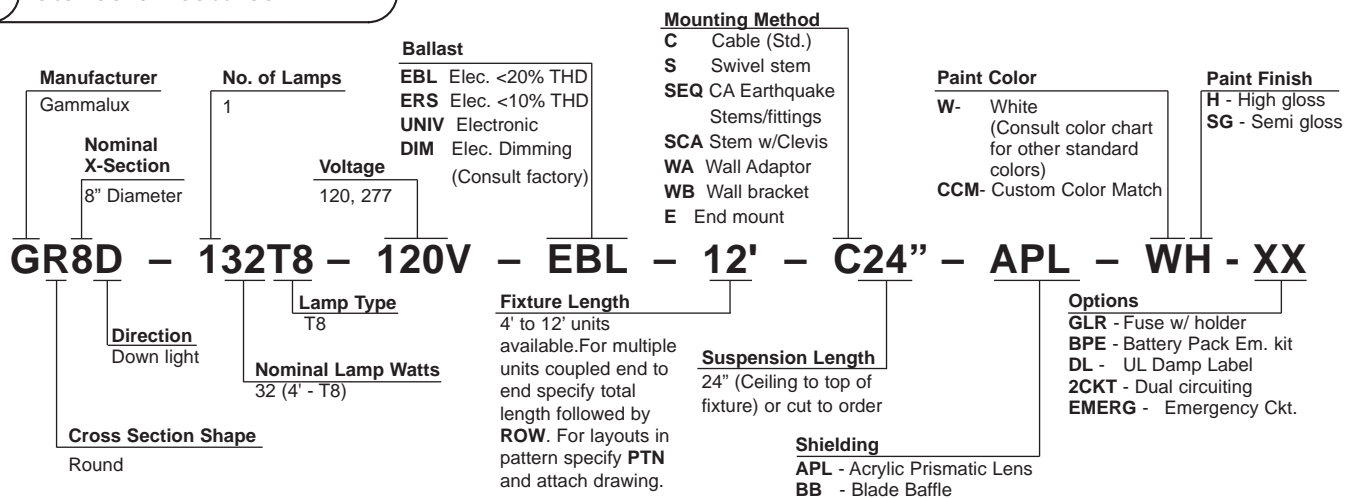 Manufacturer
Gammalux
Nominal
X-Section
8" Diameter
No. of Lamps
1
Voltage
120, 277
Ballast
EBL Elec. <20% THD
ERS Elec. <10% THD
UNIV Electronic
DIM Elec. Dimming
(Consult factory)
Mounting Method
C Cable (Std.)
S Swivel stem
SEQ CA Earthquake
Stems/fittings
SCA Stem w/Clevis
WA Wall Adaptor
WB Wall bracket
E End mount
Paint Color
W- White
(Consult color chart
for other standard
colors)
CCM- Custom Color Match
Paint Finish
H - High gloss
SG - Semi gloss
GR8D – 132T8 – 120V – EBL – 12' – C24” – APL – WH - XX
Cross Section Shape
Round
Direction
Down light
Nominal Lamp Watts
32 (4' - T8)
Lamp Type
T8
Fixture Length
4' to 12’ units
available.For multiple
units coupled end to
end specify total
length followed by
ROW. For layouts in
pattern specify PTN
and attach drawing.
Suspension Length
24” (Ceiling to top of
fixture) or cut to order
Shielding
APL - Acrylic Prismatic Lens
BB - Blade Baffle
Options
GLR - Fuse w/ holder
BPE - Battery Pack Em. kit
DL - UL Damp Label
2CKT - Dual circuiting
EMERG - Emergency Ckt.